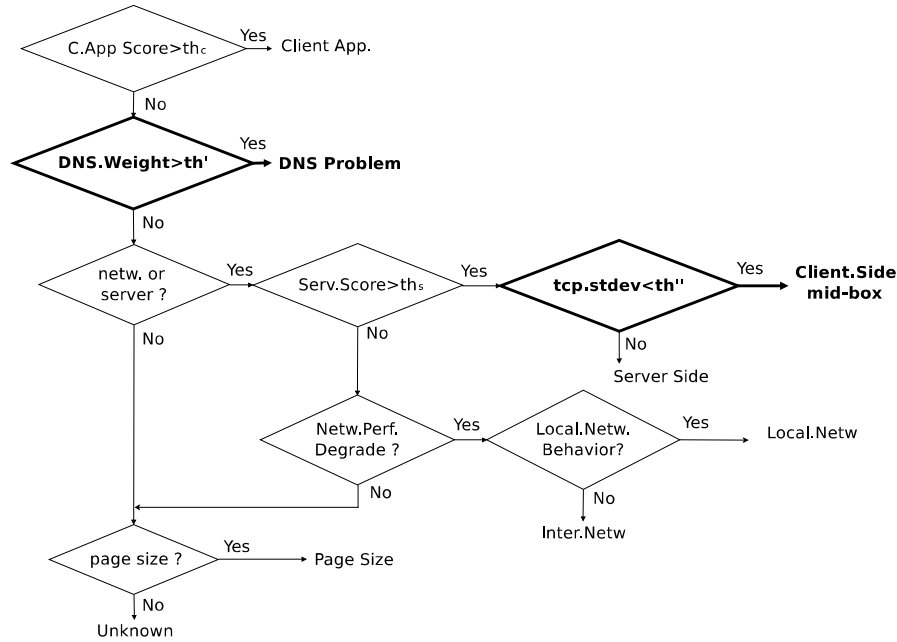 C.App Score>thc
Yes
Client App.
No
DNS.Weight>th'
Yes
DNS Problem
No
netw. or
server ?
Yes
Serv.Score>ths
Yes
tcp.stdev<th"
Yes
Client.Side
mid-box
No
No
No
Server Side
Netw.Perf.
Degrade ?
Yes
Local.Netw.
Behavior?
Yes
Local.Netw
No
No
Inter.Netw
page size ?
Yes
Page Size
No
Unknown